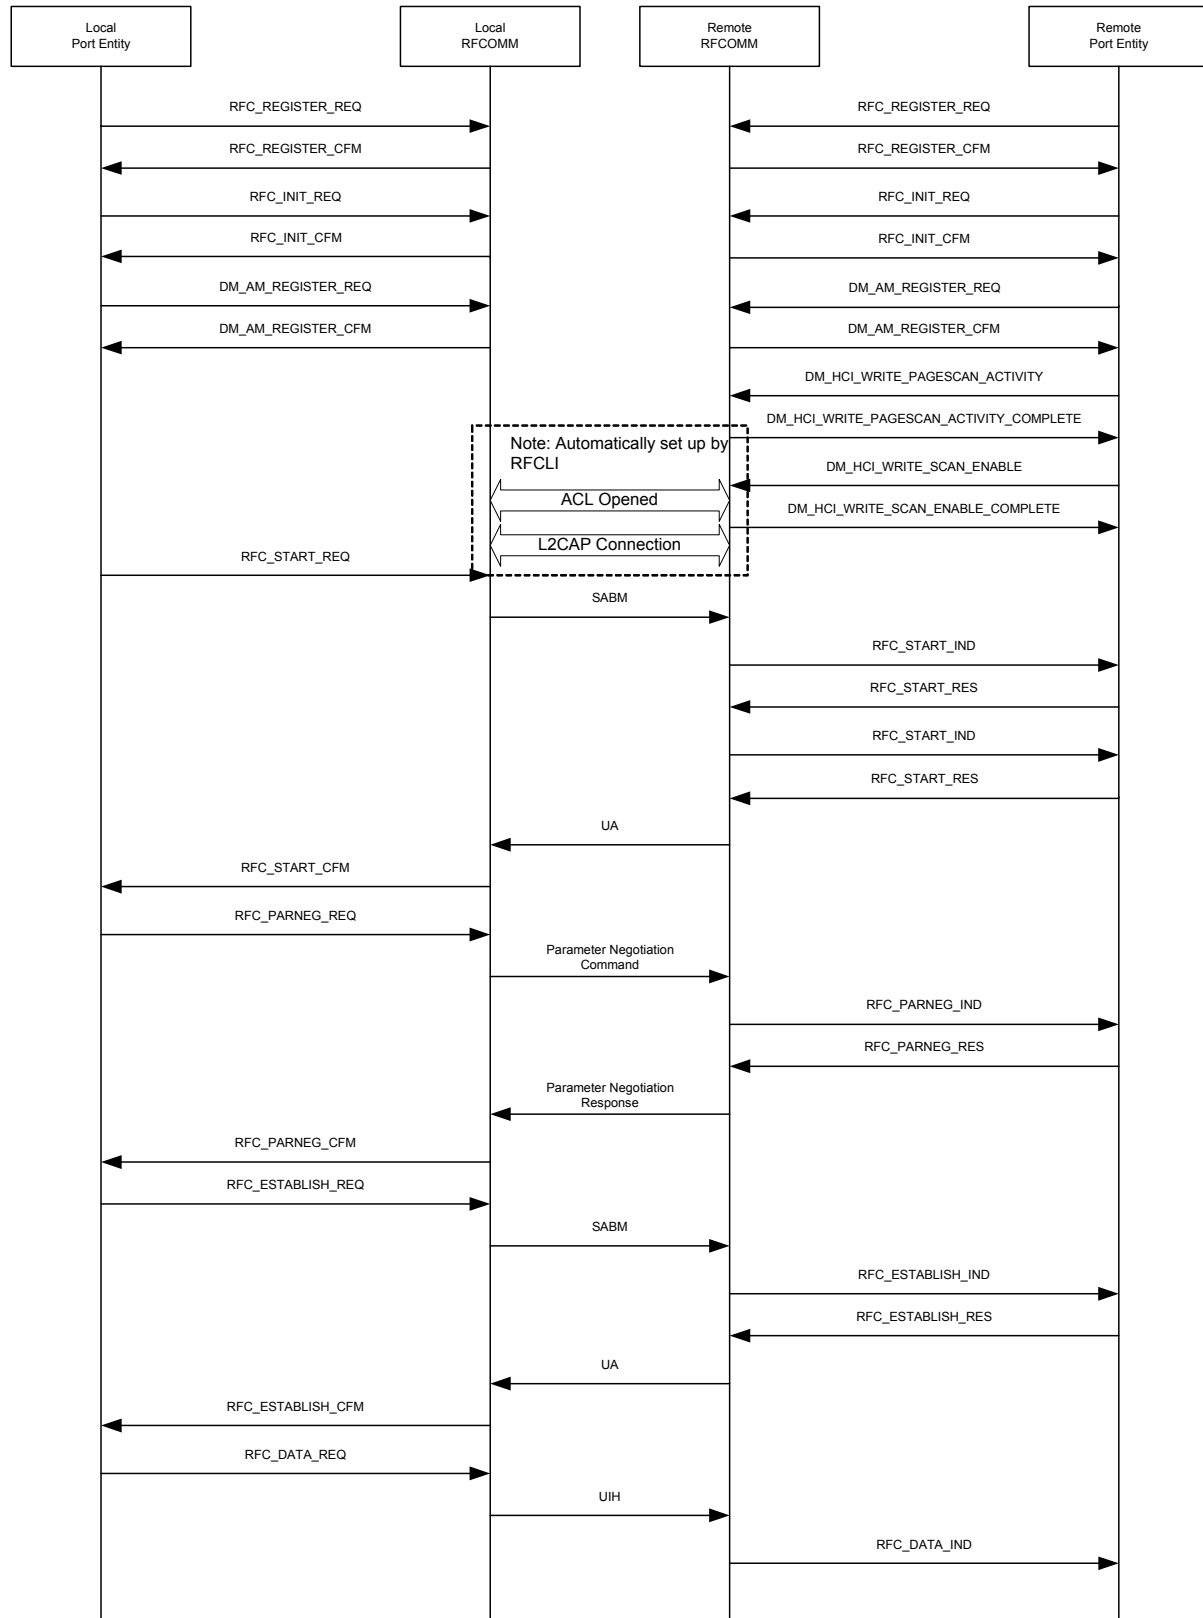 Local
Port Entity
Local
RFCOMM
Remote
RFCOMM
Remote
Port Entity
RFC_REGISTER_REQ
RFC_REGISTER_REQ
RFC_REGISTER_CFM
RFC_REGISTER_CFM
RFC_INIT_REQ
RFC_INIT_REQ
RFC_INIT_CFM
RFC_INIT_CFM
DM_AM_REGISTER_REQ
DM_AM_REGISTER_REQ
DM_AM_REGISTER_CFM
DM_AM_REGISTER_CFM
DM_HCI_WRITE_PAGESCAN_ACTIVITY
DM_HCI_WRITE_PAGESCAN_ACTIVITY_COMPLETE
Note: Automatically set up by
RFCLI
DM_HCI_WRITE_SCAN_ENABLE
ACL Opened
DM_HCI_WRITE_SCAN_ENABLE_COMPLETE
L2CAP Connection
RFC_START_REQ
SABM
RFC_START_IND
RFC_START_RES
RFC_START_IND
RFC_START_RES
UA
RFC_START_CFM
RFC_PARNEG_REQ
Parameter Negotiation
Command
RFC_PARNEG_IND
RFC_PARNEG_RES
Parameter Negotiation
Response
RFC_PARNEG_CFM
RFC_ESTABLISH_REQ
SABM
RFC_ESTABLISH_IND
RFC_ESTABLISH_RES
UA
RFC_ESTABLISH_CFM
RFC_DATA_REQ
UIH
RFC_DATA_IND